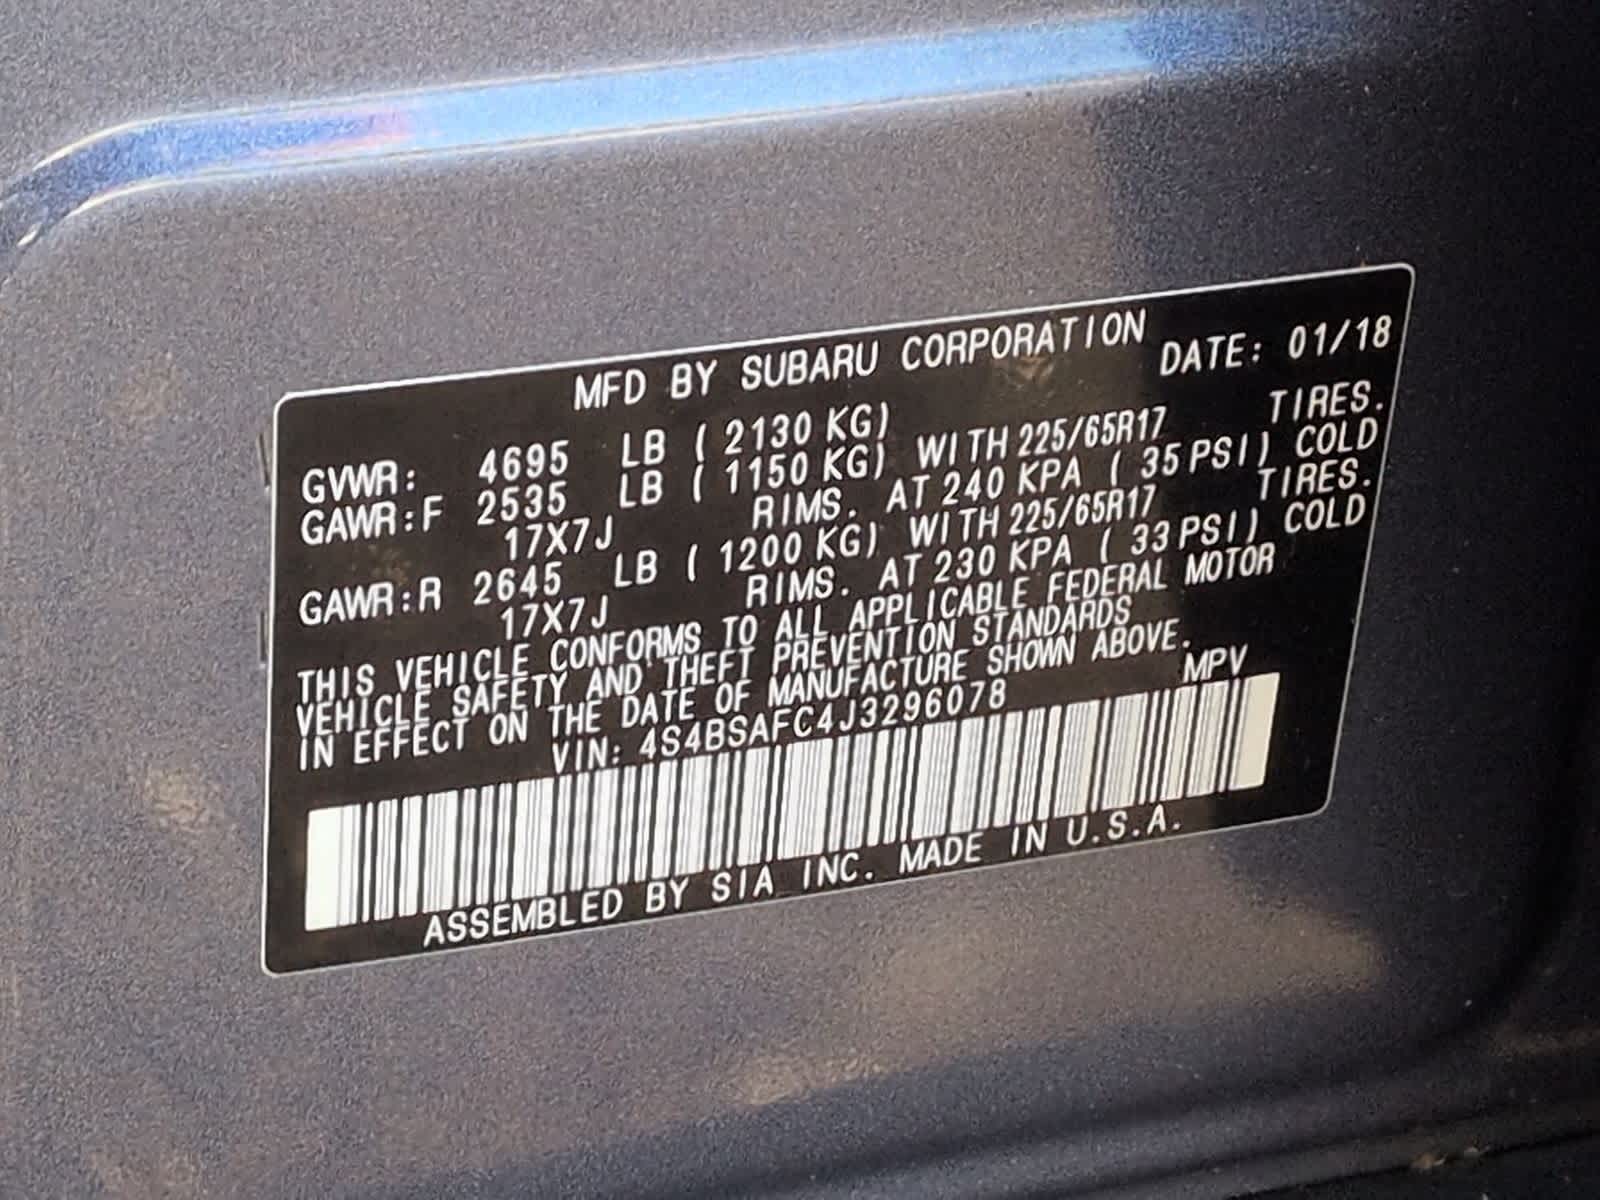 MFD BY SUBARU CORPORATION DATE: 01/18
GVWR: 4695 LB ( 2130 KG)
GAWR:F 2535 LB ( 1150 KG) WITH 225/65R17 TIRES.
17X7J RIMS. AT 240 KPA ( 35 PSI) COLD
GAWR:R 2645 LB ( 1200 KG) WITH 225/65R17 TIRES.
17X7J RIMS. AT 230 KPA ( 33 PSI) COLD
THIS VEHICLE CONFORMS TO ALL APPLICABLE FEDERAL MOTOR
VEHICLE SAFETY AND THEFT PREVENTION STANDARDS
IN EFFECT ON THE DATE OF MANUFACTURE SHOWN ABOVE.
VIN: 4S4BSAFC4J3296078 MPV
ASSEMBLED BY SIA INC. MADE IN U.S.A.